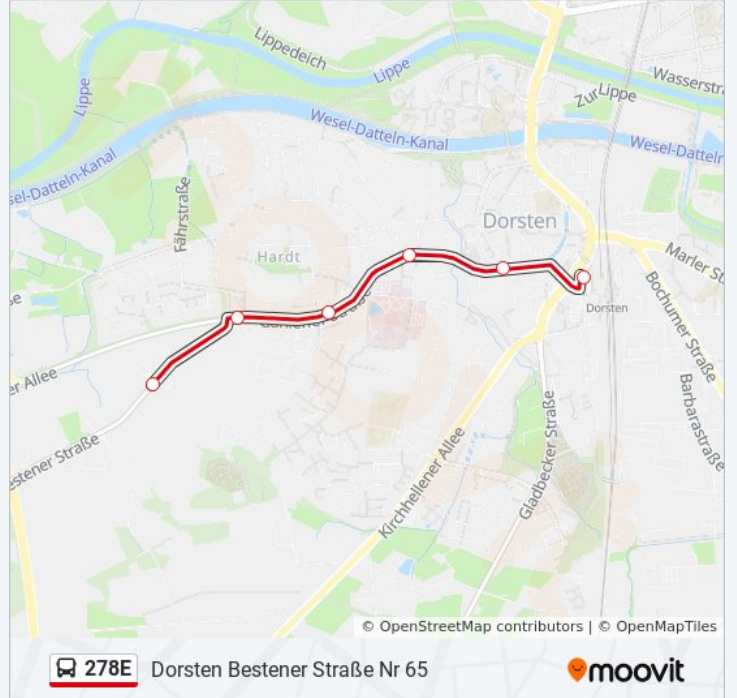 Lippedeich
Lippe
Lippe
Wasserstr
Zur Lippe
Wesel-Datteln-Kanal
Wesel-Datteln
sel-Datteln-Kanal
Fährstraße
Dorsten
Hardt
Marler St
Dorsten
Bochumer Straße
er Allee
Barbarastraße
estener Straße
Gladbecker Straße
Kirchhellener Allee
© OpenStreetMap contributors | © OpenMapTiles
278E Dorsten Bestener Straße Nr 65
moovit